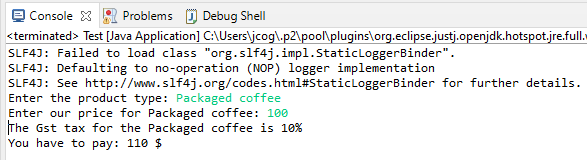 Console
Problems
Debug Shell
<terminated> Test [Java Application] C:\Users\jcog\.p2\pool\plugins\org.eclipse.justj.openjdk.hotspot.jre.full.
SLF4J: Failed to load class "org.slf4j.impl.StaticLoggerBinder".
SLF4J: Defaulting to no-operation (NOP) logger implementation
SLF4J: See http://www.slf4j.org/codes.html#StaticLoggerBinder for further details.
Enter the product type: Packaged coffee
Enter our price for Packaged coffee: 100
The Gst tax for the Packaged coffee is 10%
You have to pay: 110 $